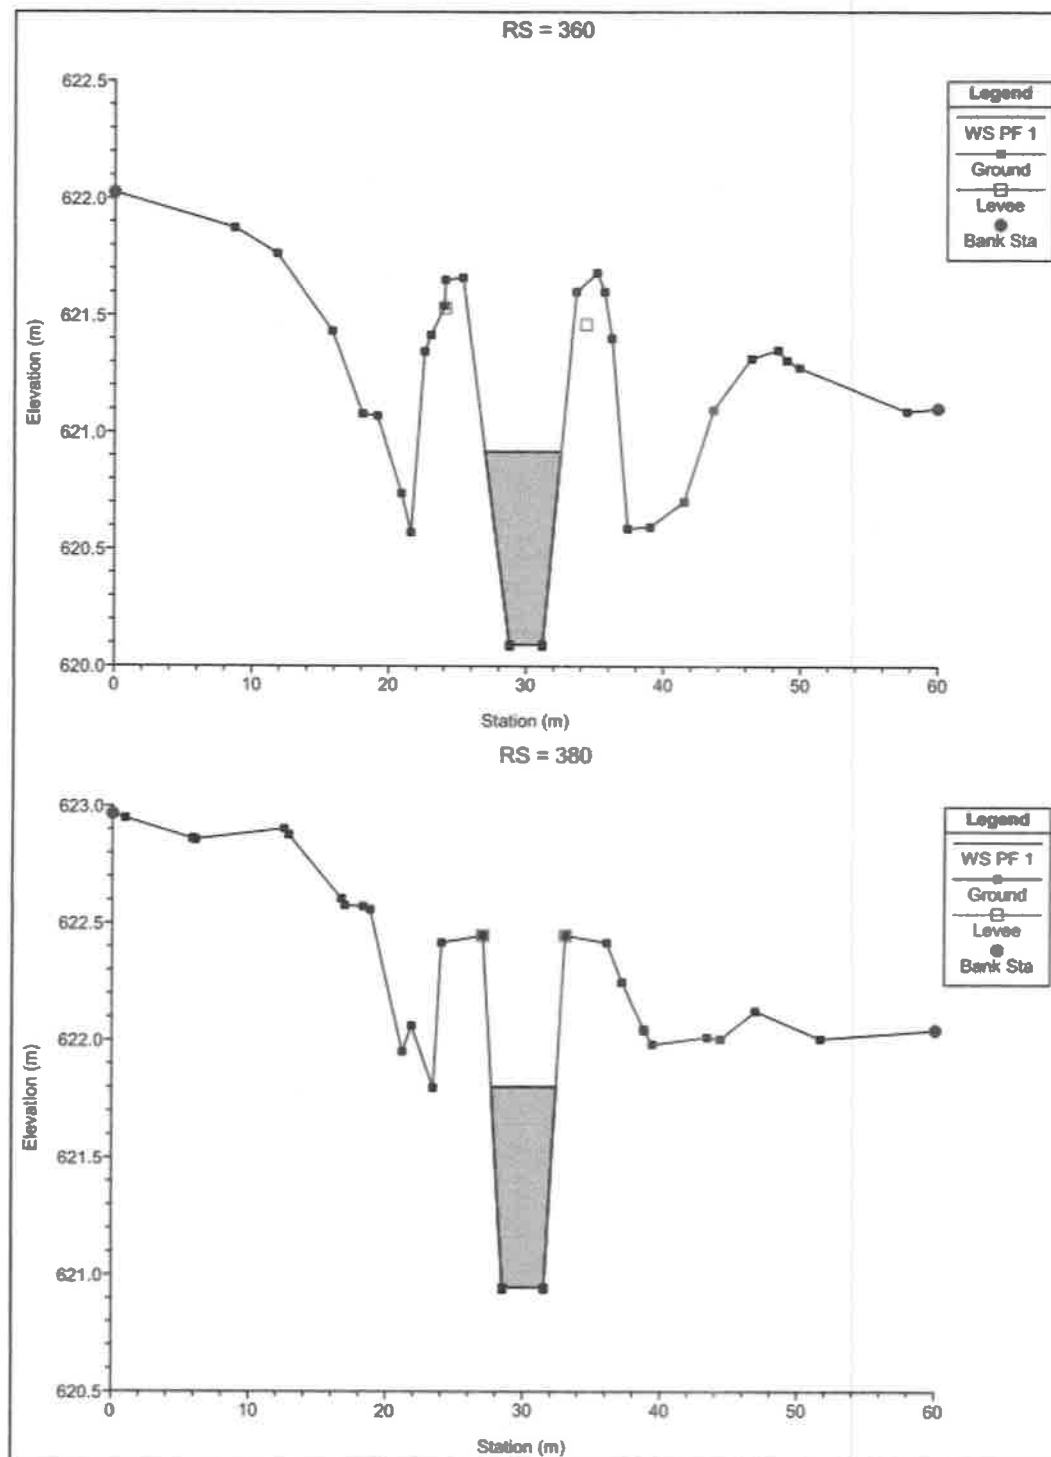 RS = 360
622.5
622.0
621.5
621.0
620.5
620.0
Elevation (m)
0 10 20 30 40 50 60
Station (m)
Legend
WS PF 1
Ground
Levee
Bank Sta
RS = 380
623.0
622.5
622.0
621.5
621.0
620.5
Elevation (m)
0 10 20 30 40 50 60
Station (m)
Legend
WS PF 1
Ground
Levee
Bank Sta